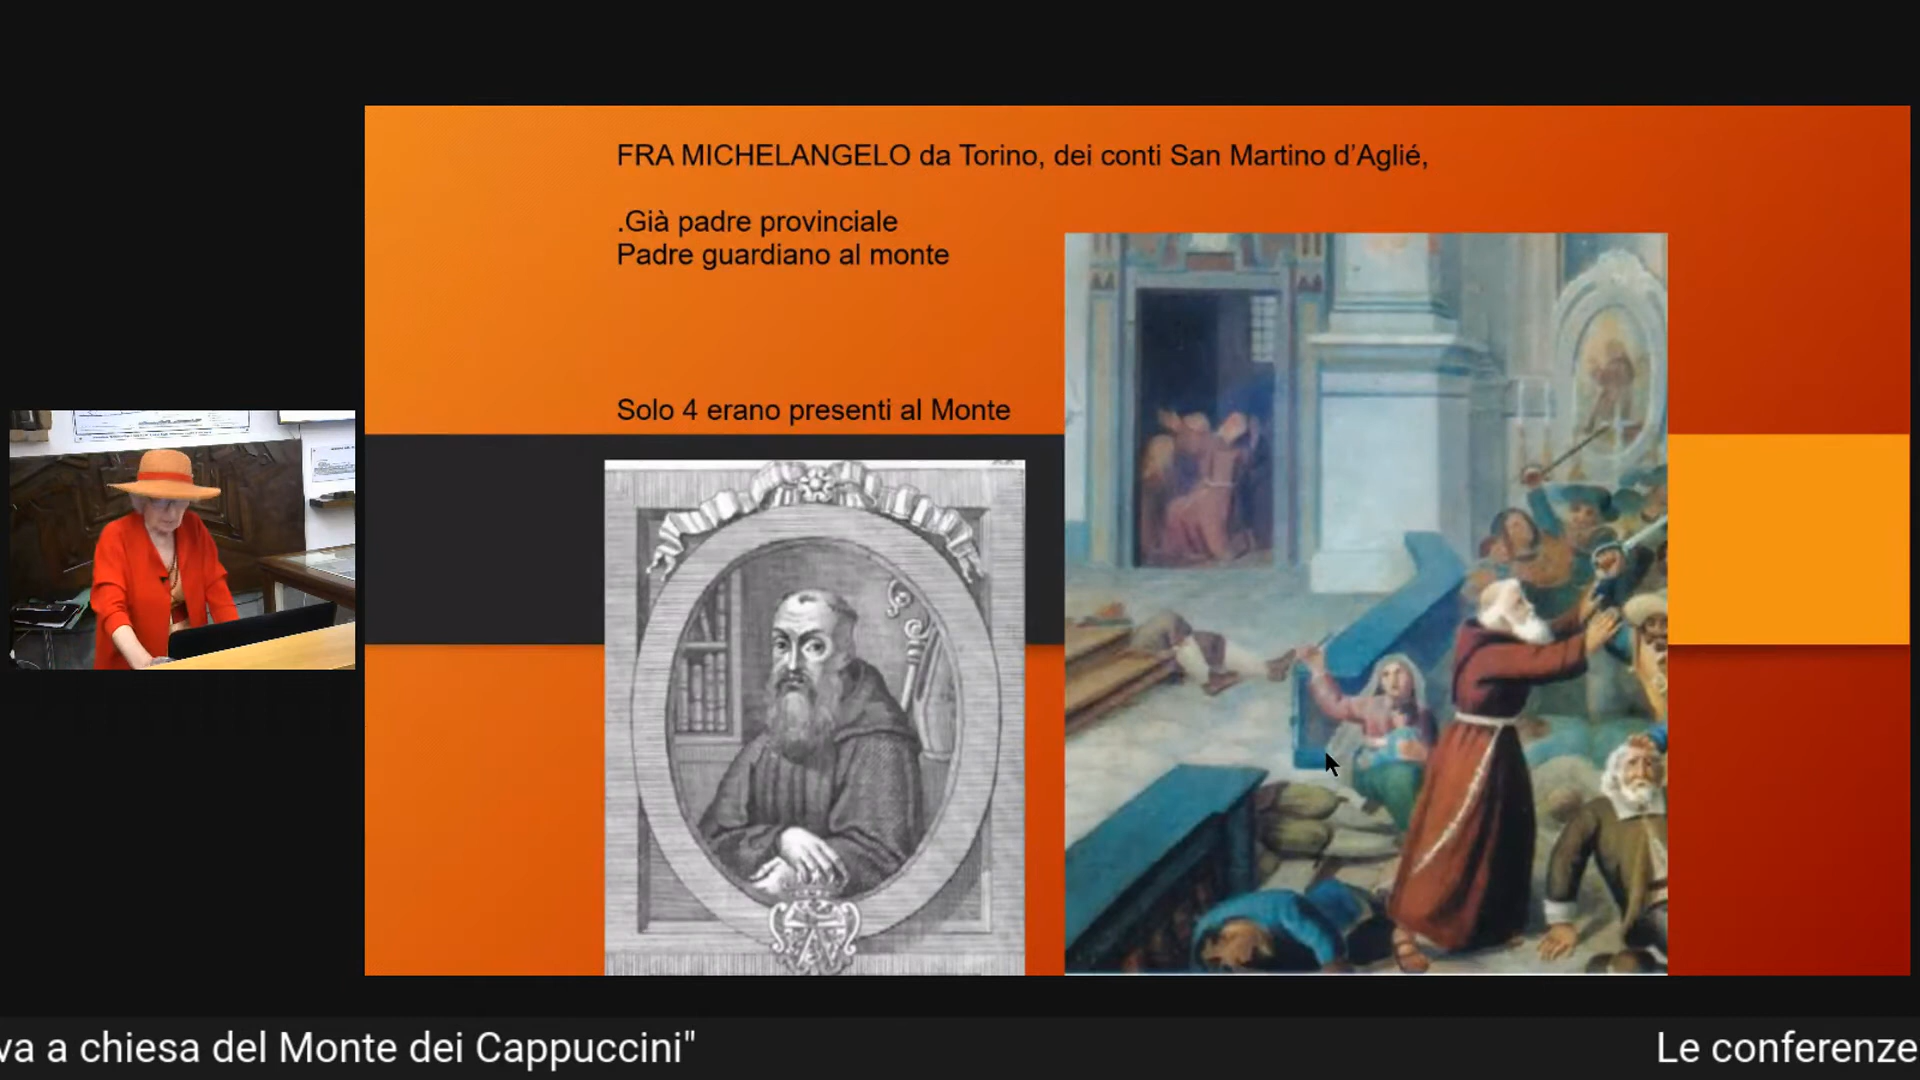 FRA MICHELANGELO da Torino, dei conti San Martino d’Aglié,
.Già padre provinciale
Padre guardiano al monte
Solo 4 erano presenti al Monte
va a chiesa del Monte dei Cappuccini"
Le conferenze